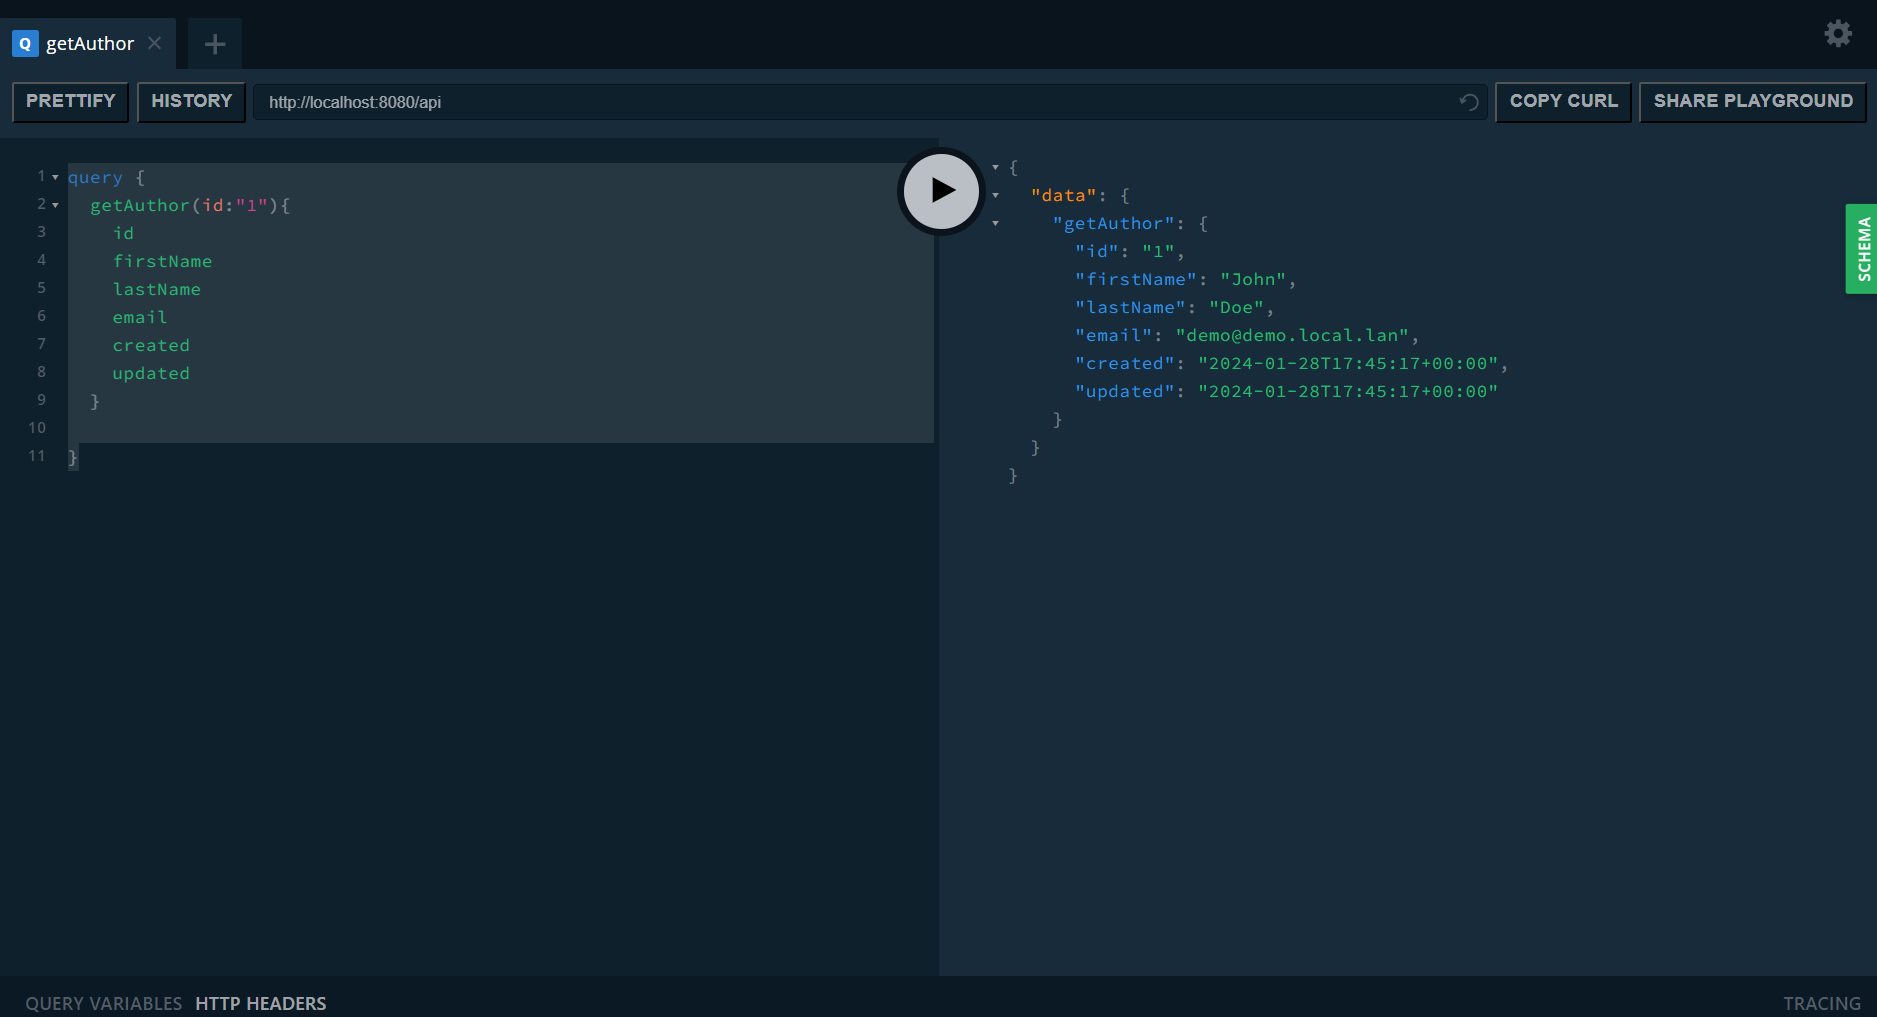 Q getAuthor
PRETTIFY HISTORY http://localhost:8080/api COPY CURL SHARE PLAYGROUND
1 query {
2 getAuthor(id:"1"){
3 id
4 firstName
5 lastName
6 email
7 created
8 updated
9 }
10
11 }
{
"data": {
"getAuthor": {
"id": "1",
"firstName": "John",
"lastName": "Doe",
"email": "demo@demo.local.lan",
"created": "2024-01-28T17:45:17+00:00",
"updated": "2024-01-28T17:45:17+00:00"
}
}
}
SCHEMA
QUERY VARIABLES HTTP HEADERS TRACING